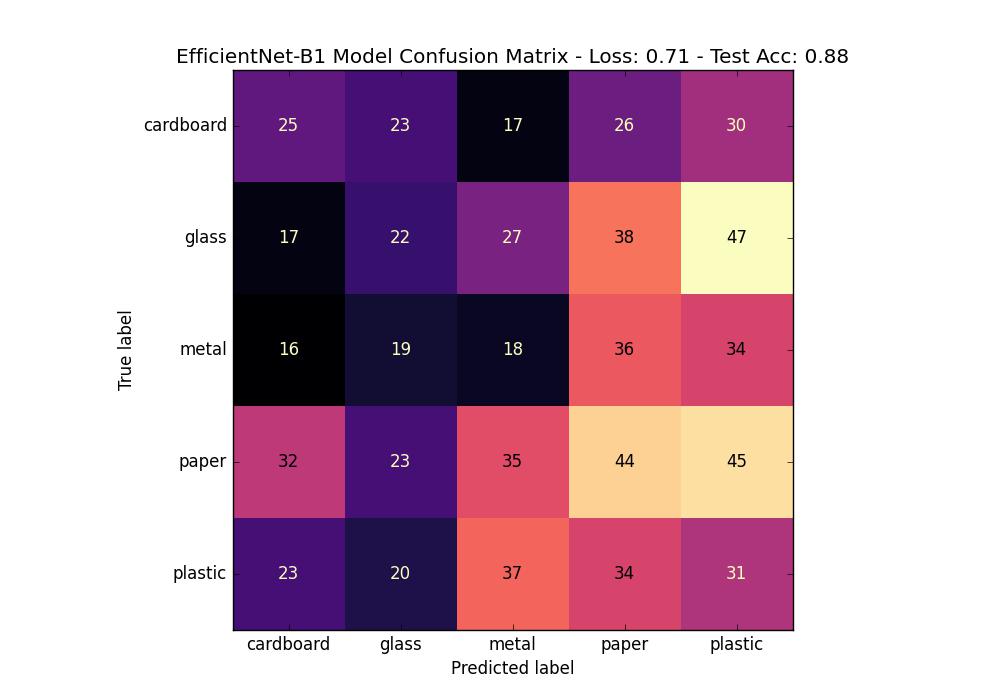 EfficientNet-B1 Model Confusion Matrix - Loss: 0.71 - Test Acc: 0.88
cardboard 25 23 17 26 30
glass 17 22 27 38 47
metal 16 19 18 36 34
True label
paper 32 23 35 44 45
plastic 23 20 37 34 31
cardboard glass metal paper plastic
Predicted label